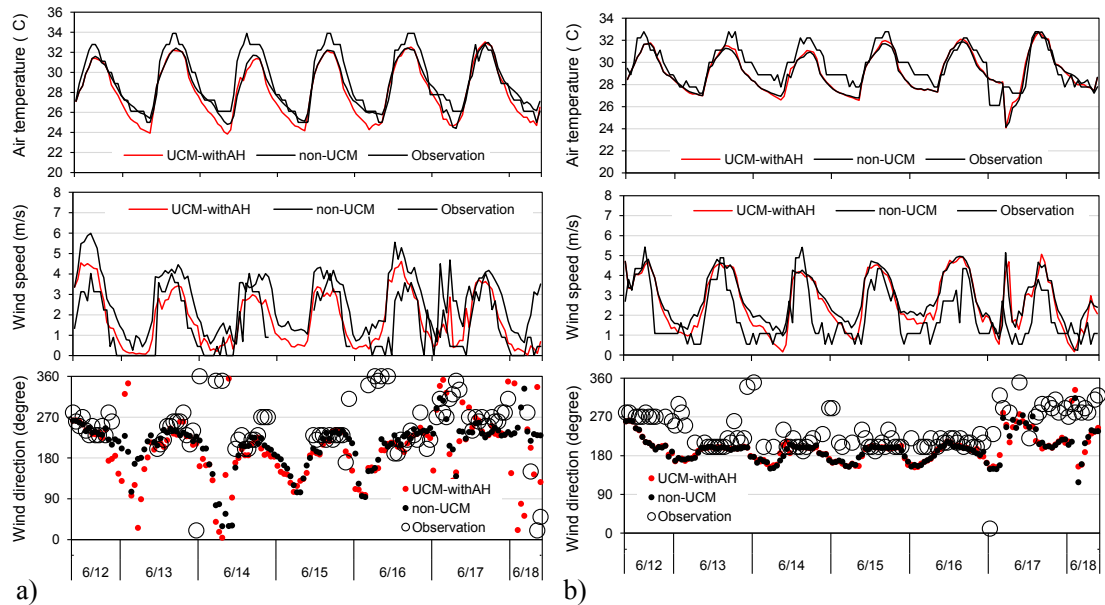 Air temperature ( C)
36
34
32
30
28
26
24
22
20
UCM-withAH non-UCM Observation
Wind speed (m/s)
8
7
6
5
4
3
2
1
0
UCM-withAH non-UCM Observation
Wind direction (degree)
360
270
180
90
0
UCM-withAH
non-UCM
Observation
6/12 6/13 6/14 6/15 6/16 6/17 6/18
a)
Air temperature ( C)
34
32
30
28
26
24
22
20
UCM-withAH non-UCM Observation
Wind speed (m/s)
8
7
6
5
4
3
2
1
0
UCM-withAH non-UCM Observation
Wind direction (degree)
360
270
180
90
0
UCM-withAH
non-UCM
Observation
6/12 6/13 6/14 6/15 6/16 6/17 6/18
b)